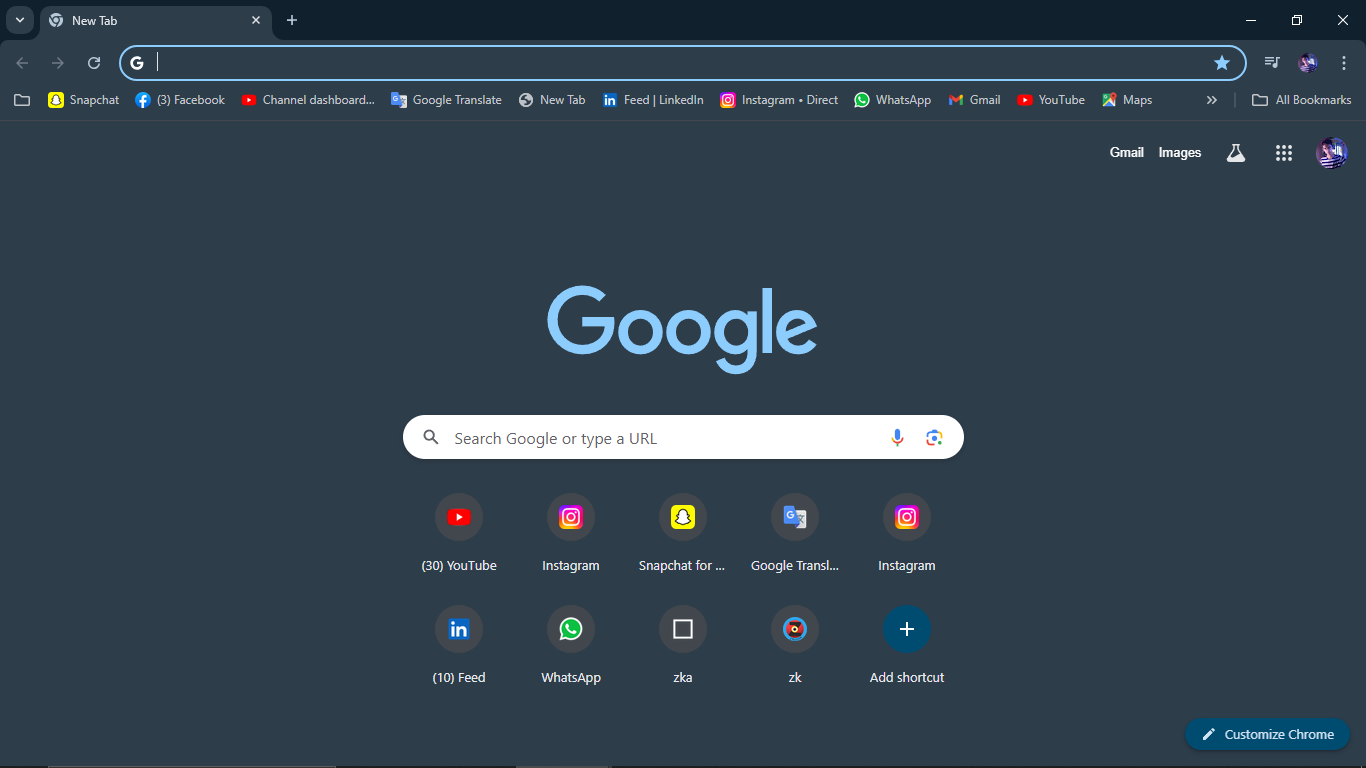 New Tab
Snapchat (3) Facebook Channel dashboard... Google Translate New Tab Feed | LinkedIn Instagram • Direct WhatsApp Gmail YouTube Maps » All Bookmarks
Gmail Images
Google
Search Google or type a URL
(30) YouTube Instagram Snapchat for ... Google Transl... Instagram
(10) Feed WhatsApp zka zk Add shortcut
Customize Chrome